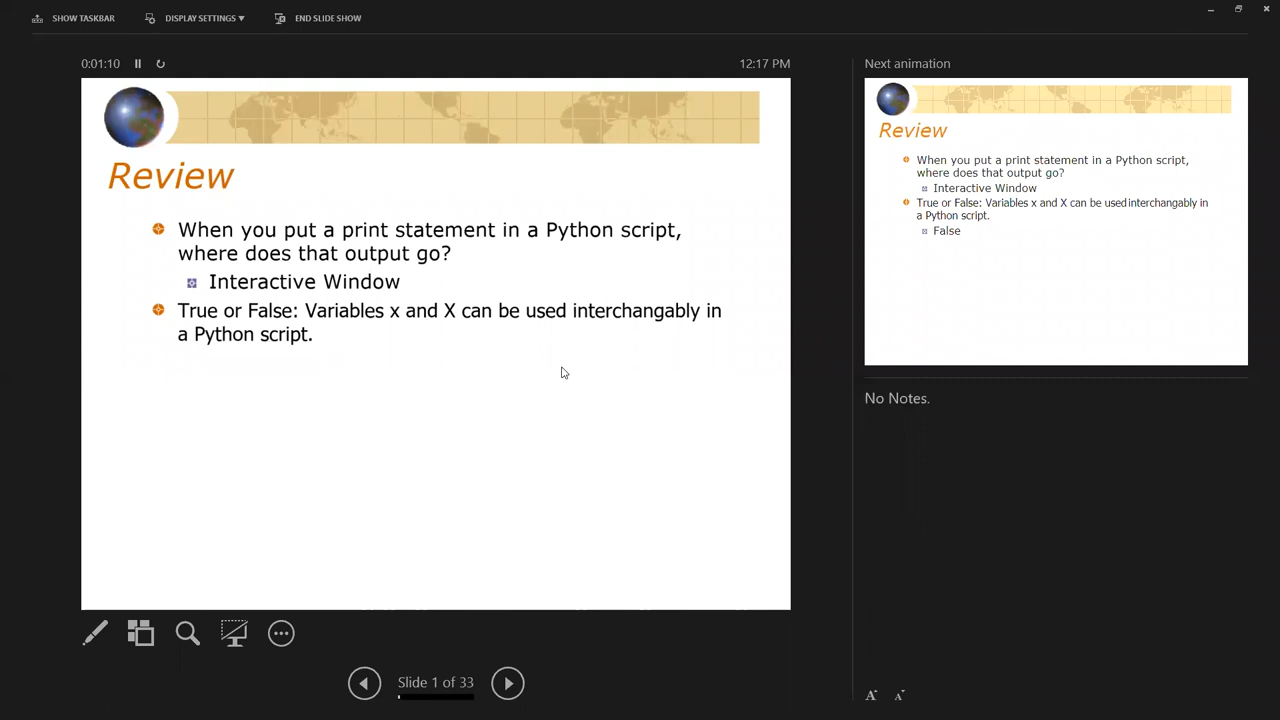 SHOW TASKBAR
DISPLAY SETTINGS
END SLIDE SHOW
0:01:10
12:17 PM
Review
When you put a print statement in a Python script,
where does that output go?
Interactive Window
True or False: Variables x and X can be used interchangably in
a Python script.
Slide 1 of 33
Next animation
Review
When you put a print statement in a Python script,
where does that output go?
Interactive Window
True or False: Variables x and X can be used interchangably in
a Python script.
False
No Notes.
A A